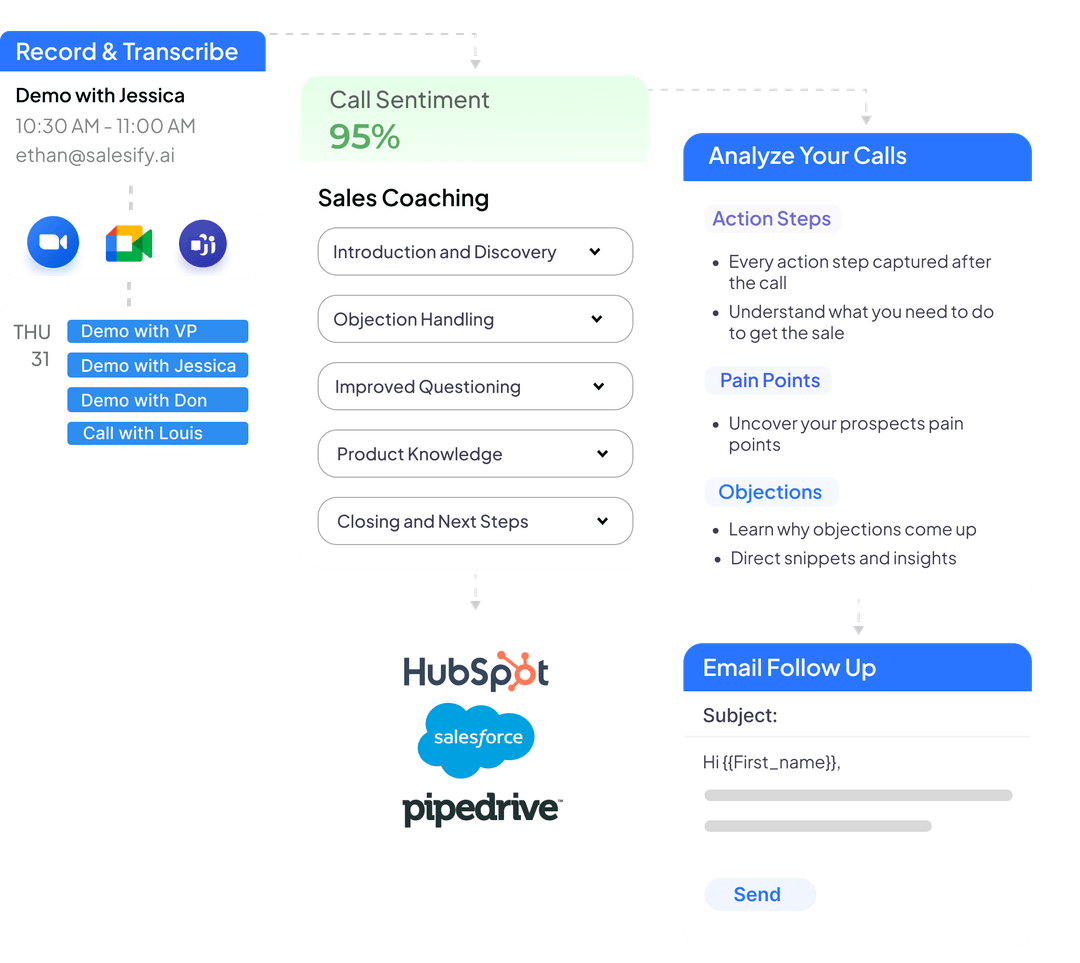 Record & Transcribe
Demo with Jessica
10:30 AM - 11:00 AM
ethan@salesify.ai
THU
31
Demo with VP
Demo with Jessica
Demo with Don
Call with Louis
Call Sentiment
95%
Sales Coaching
Introduction and Discovery
Objection Handling
Improved Questioning
Product Knowledge
Closing and Next Steps
HubSpot
salesforce
pipedrive™
Analyze Your Calls
Action Steps
• Every action step captured after
the call
• Understand what you need to do
to get the sale
Pain Points
• Uncover your prospects pain
points
Objections
• Learn why objections come up
• Direct snippets and insights
Email Follow Up
Subject:
Hi {{First_name}},
Send